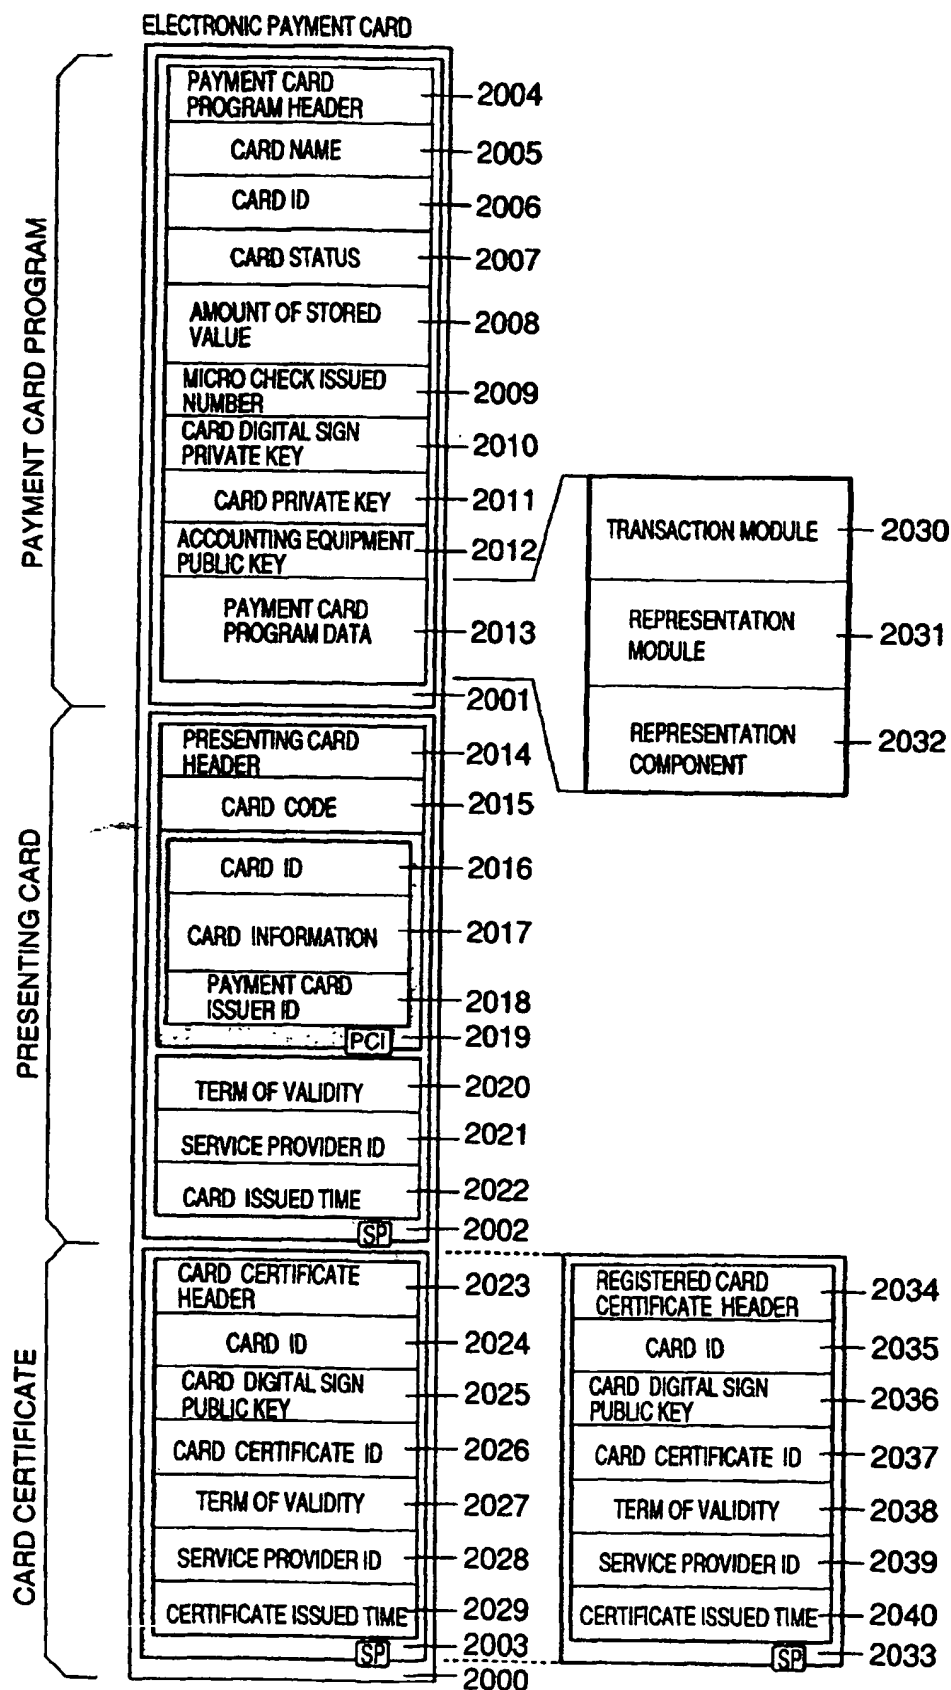 ELECTRONIC PAYMENT CARD
PAYMENT CARD PROGRAM
PAYMENT CARD
PROGRAM HEADER
2004
CARD NAME
2005
CARD ID
2006
CARD STATUS
2007
AMOUNT OF STORED
VALUE
2008
MICRO CHECK ISSUED
NUMBER
2009
CARD DIGITAL SIGN
PRIVATE KEY
2010
CARD PRIVATE KEY
2011
ACCOUNTING EQUIPMENT
PUBLIC KEY
2012
PAYMENT CARD
PROGRAM DATA
2013
2001
TRANSACTION MODULE
2030
REPRESENTATION
MODULE
2031
REPRESENTATION
COMPONENT
2032
PRESENTING CARD
PRESENTING CARD
HEADER
2014
CARD CODE
2015
CARD ID
2016
CARD INFORMATION
2017
PAYMENT CARD
ISSUER ID
2018
PCI
2019
TERM OF VALIDITY
2020
SERVICE PROVIDER ID
2021
CARD ISSUED TIME
2022
SP
2002
CARD CERTIFICATE
CARD CERTIFICATE
HEADER
2023
CARD ID
2024
CARD DIGITAL SIGN
PUBLIC KEY
2025
CARD CERTIFICATE ID
2026
TERM OF VALIDITY
2027
SERVICE PROVIDER ID
2028
CERTIFICATE ISSUED TIME
2029
SP
2003
2000
REGISTERED CARD
CERTIFICATE HEADER
2034
CARD ID
2035
CARD DIGITAL SIGN
PUBLIC KEY
2036
CARD CERTIFICATE ID
2037
TERM OF VALIDITY
2038
SERVICE PROVIDER ID
2039
CERTIFICATE ISSUED TIME
2040
SP
2033